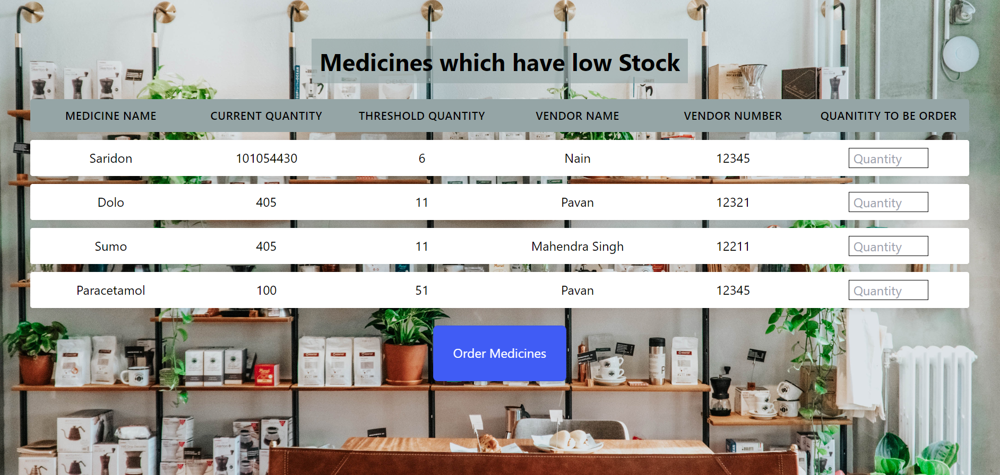 Medicines which have low Stock
MEDICINE NAME CURRENT QUANTITY THRESHOLD QUANTITY VENDOR NAME VENDOR NUMBER QUANITITY TO BE ORDER
Saridon 101054430 6 Nain 12345 Quantity
Dolo 405 11 Pavan 12321 Quantity
Sumo 405 11 Mahendra Singh 12211 Quantity
Paracetamol 100 51 Pavan 12345 Quantity
Order Medicines